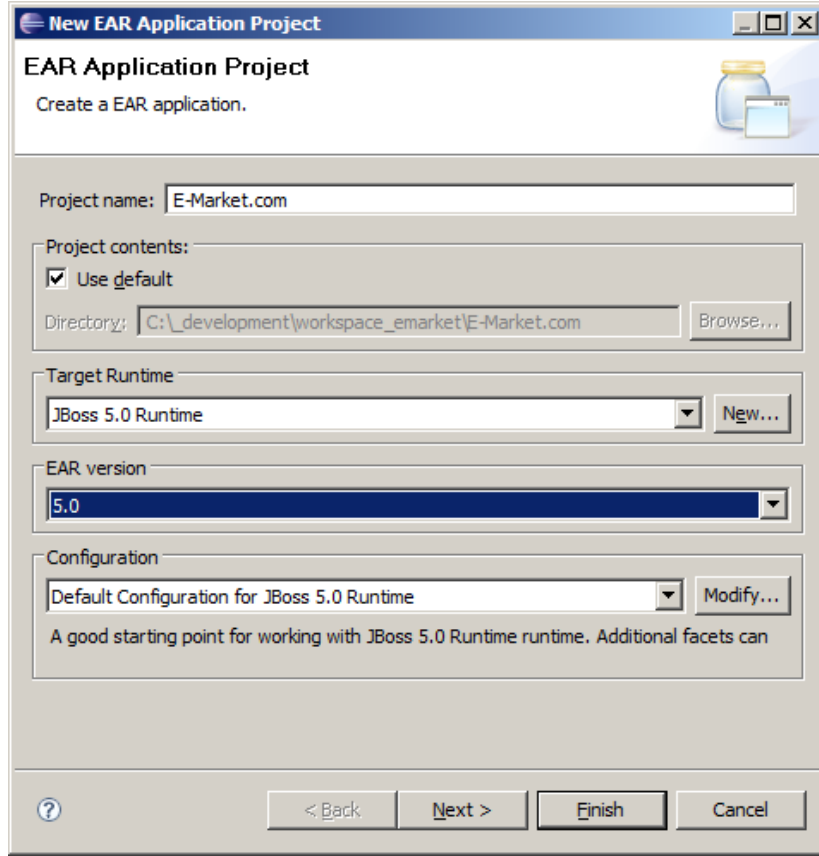 New EAR Application Project
EAR Application Project
Create a EAR application.
Project name: E-Market.com
Project contents:
Use default
Directory: C:\_development\workspace_emarket\E-Market.com Browse...
Target Runtime
JBoss 5.0 Runtime New...
EAR version
5.0
Configuration
Default Configuration for JBoss 5.0 Runtime Modify...
A good starting point for working with JBoss 5.0 Runtime runtime. Additional facets can
< Back Next > Finish Cancel